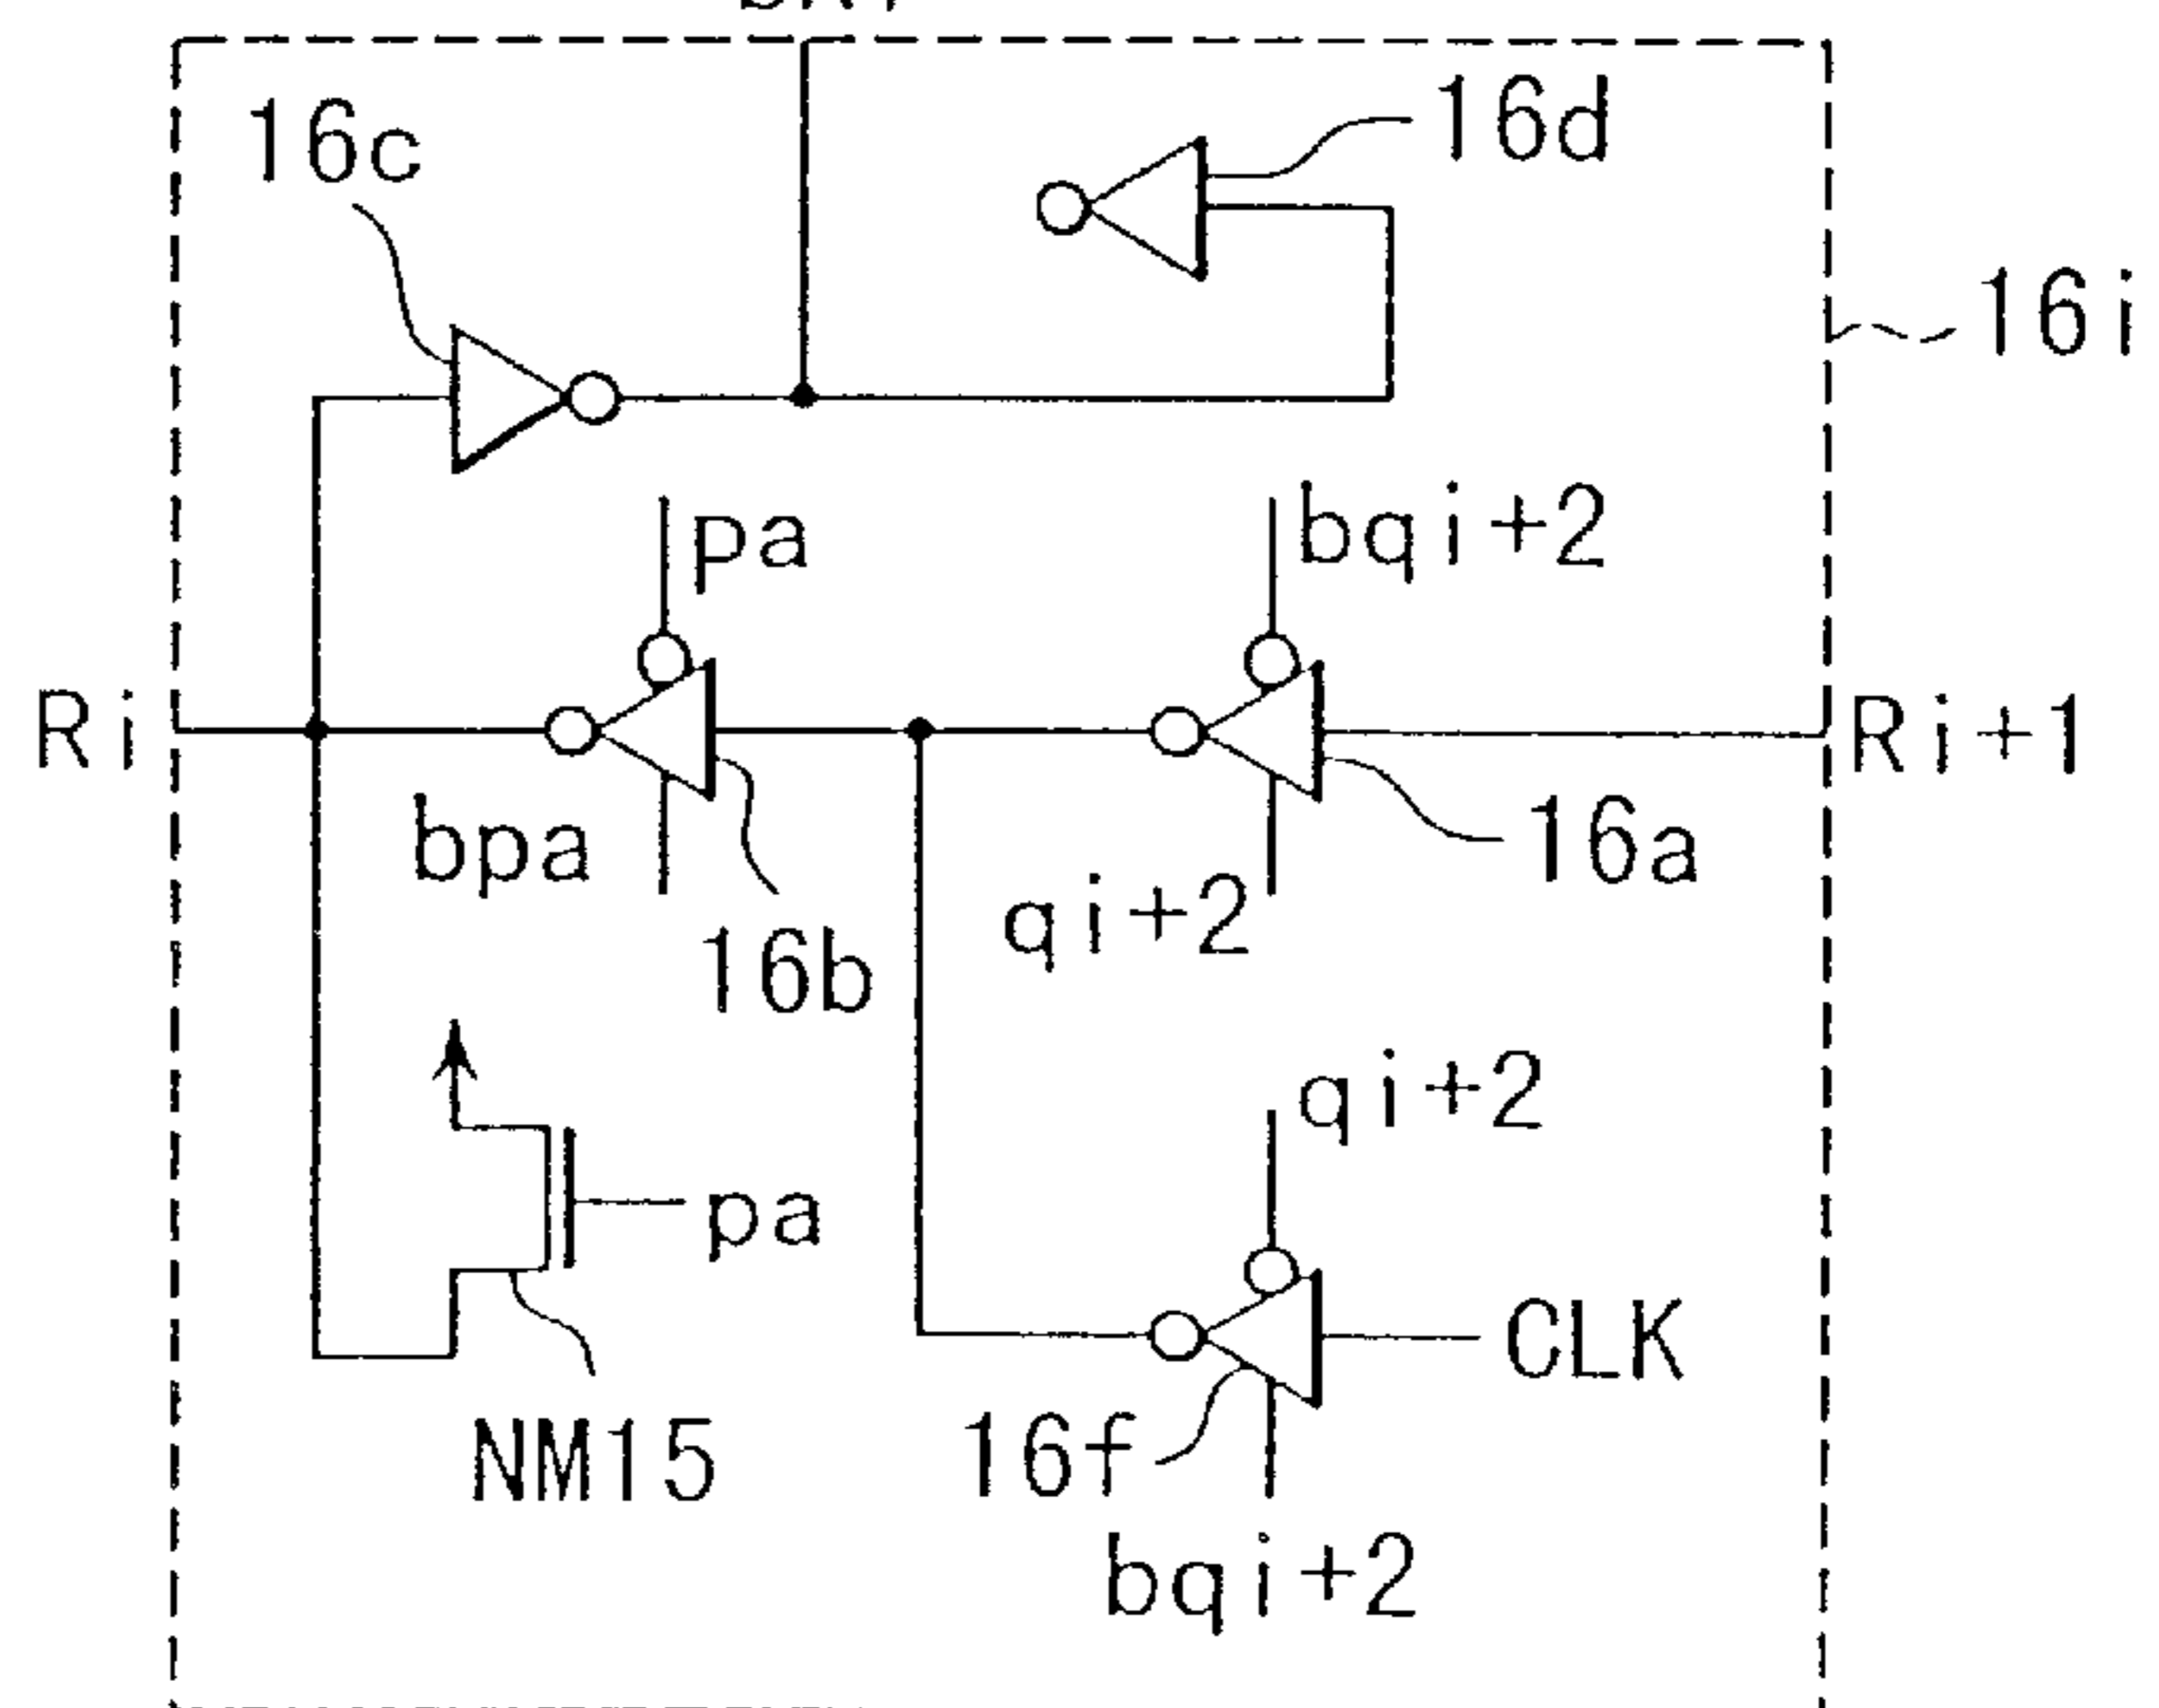 16d
16c
16i
pa
bqi+2
Ri
Ri+1
bpa
16a
qi+2
16b
qi+2
pa
CLK
16f
NM15
bqi+2